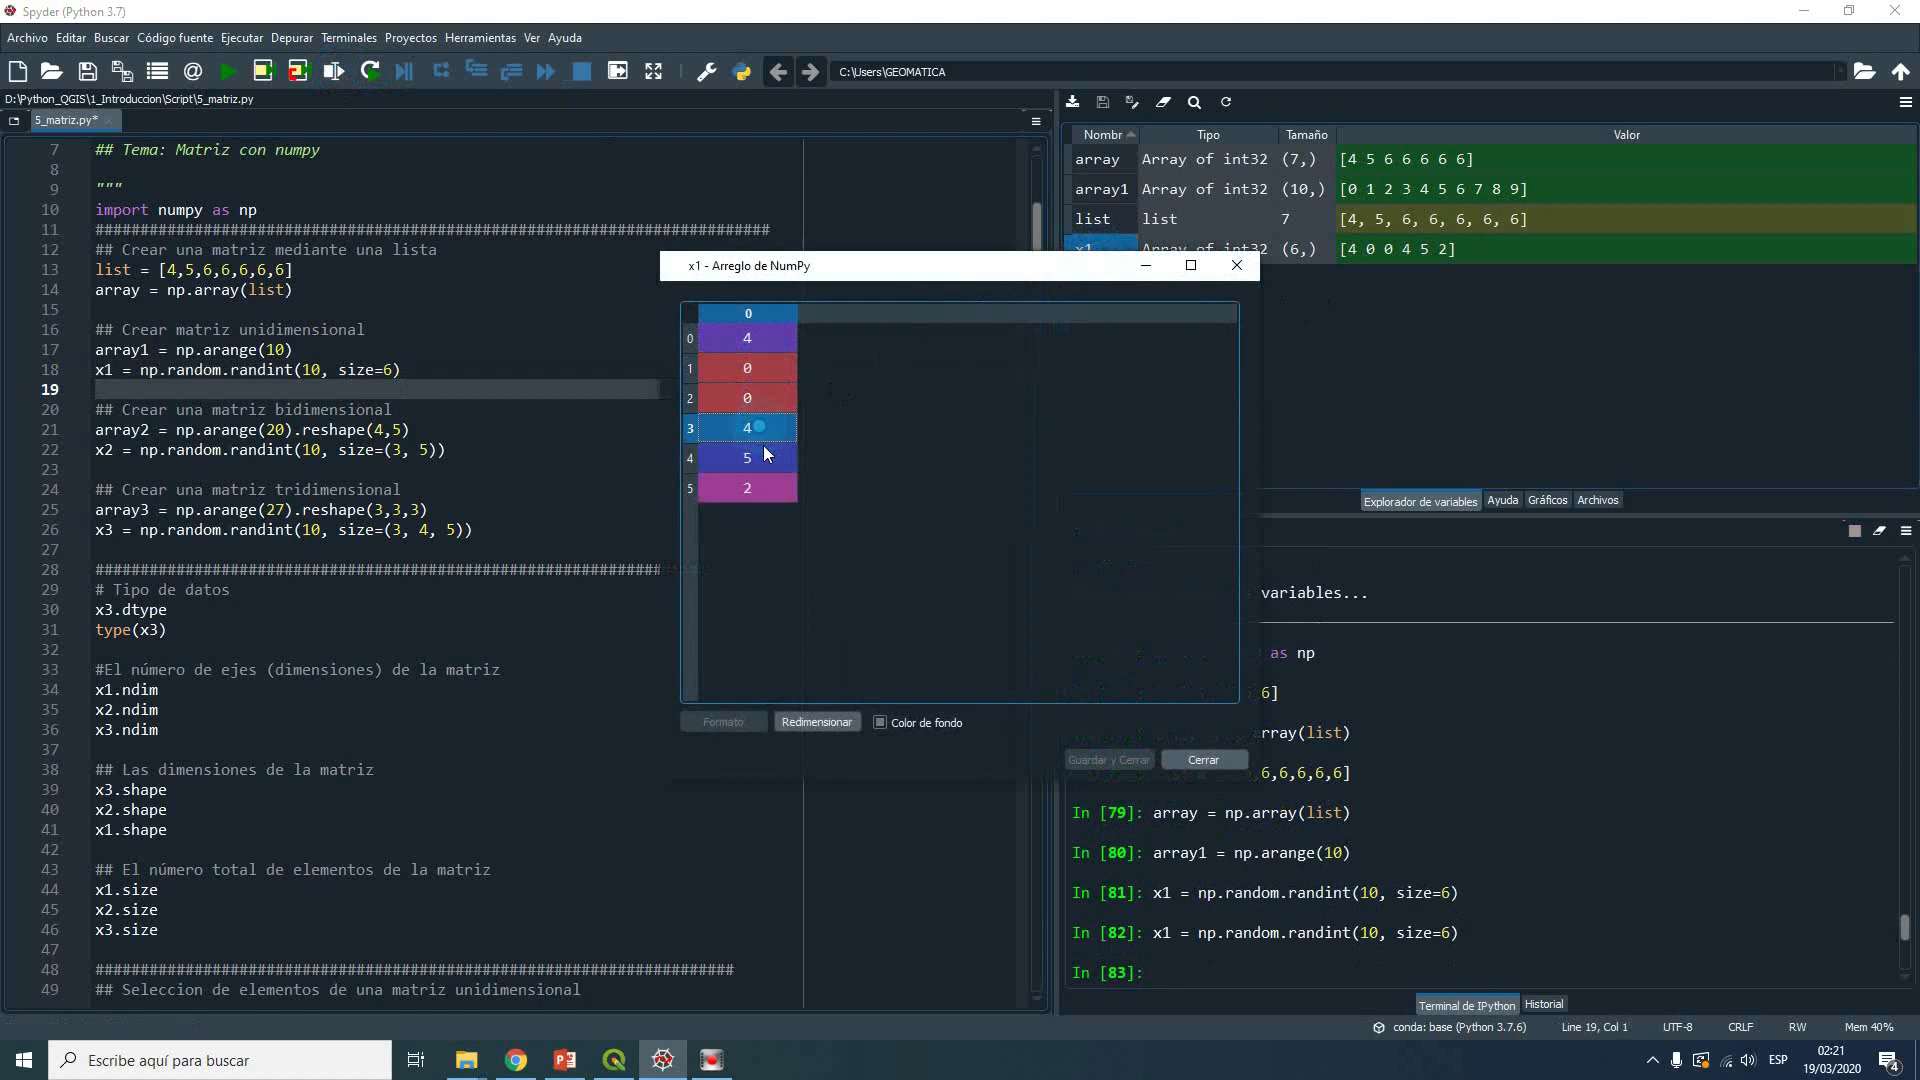 Spyder (Python 3.7)
Archivo Editar Buscar Código fuente Ejecutar Depurar Terminales Proyectos Herramientas Ver Ayuda
C:\Users\GEOMATICA
D:\Python_QGIS\1_Introduccion\Script\5_matriz.py
5_matriz.py*
7 ## Tema: Matriz con numpy
8
9 """
10 import numpy as np
11 ###########################################################################
12 ## Crear una matriz mediante una lista
13 list = [4,5,6,6,6,6,6]
14 array = np.array(list)
15
16 ## Crear matriz unidimensional
17 array1 = np.arange(10)
18 x1 = np.random.randint(10, size=6)
19
20 ## Crear una matriz bidimensional
21 array2 = np.arange(20).reshape(4,5)
22 x2 = np.random.randint(10, size=(3, 5))
23
24 ## Crear una matriz tridimensional
25 array3 = np.arange(27).reshape(3,3,3)
26 x3 = np.random.randint(10, size=(3, 4, 5))
27
28 ###############################################################
29 # Tipo de datos
30 x3.dtype
31 type(x3)
32
33 #El número de ejes (dimensiones) de la matriz
34 x1.ndim
35 x2.ndim
36 x3.ndim
37
38 ## Las dimensiones de la matriz
39 x3.shape
40 x2.shape
41 x1.shape
42
43 ## El número total de elementos de la matriz
44 x1.size
45 x2.size
46 x3.size
47
48 #######################################################################
49 ## Seleccion de elementos de una matriz unidimensional
Nombr Tipo Tamaño Valor
array Array of int32 (7,) [4 5 6 6 6 6 6]
array1 Array of int32 (10,) [0 1 2 3 4 5 6 7 8 9]
list list 7 [4, 5, 6, 6, 6, 6, 6]
x1 Array of int32 (6,) [4 0 0 4 5 2]
x1 - Arreglo de NumPy
0
0 4
1 0
2 0
3 4
4 5
5 2
Formato Redimensionar Color de fondo
Guardar y Cerrar Cerrar
Explorador de variables Ayuda Gráficos Archivos
variables...
as np
6]
rray(list)
6,6,6,6,6]
In [79]: array = np.array(list)
In [80]: array1 = np.arange(10)
In [81]: x1 = np.random.randint(10, size=6)
In [82]: x1 = np.random.randint(10, size=6)
In [83]:
Terminal de IPython Historial
conda: base (Python 3.7.6) Line 19, Col 1 UTF-8 CRLF RW Mem 40%
Escribe aquí para buscar
ESP
02:21
19/03/2020
4